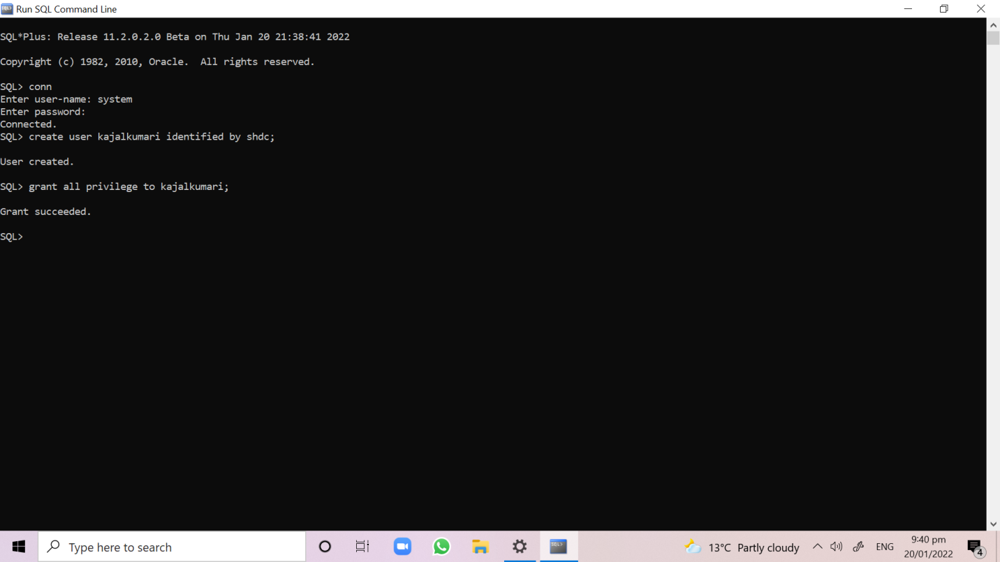 Run SQL Command Line
SQL*Plus: Release 11.2.0.2.0 Beta on Thu Jan 20 21:38:41 2022
Copyright (c) 1982, 2010, Oracle.  All rights reserved.
SQL> conn
Enter user-name: system
Enter password:
Connected.
SQL> create user kajalkumari identified by shdc;
User created.
SQL> grant all privilege to kajalkumari;
Grant succeeded.
SQL>
Type here to search
13°C Partly cloudy
ENG
9:40 pm
20/01/2022
4